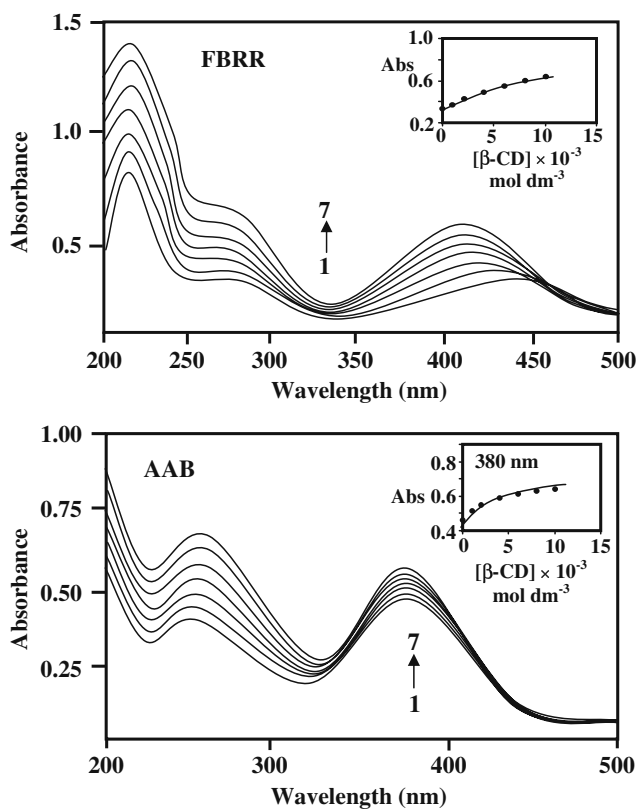 1.5
FBRR
1.0
Abs
0.6
0.2
0 5 10 15
[β-CD] × 10⁻³
mol dm⁻³
1.0
0.5
7
1
Absorbance
200 250 300 350 400 450 500
Wavelength (nm)
1.00
AAB
0.8
380 nm
Abs
0.6
0.4
0 5 10 15
[β-CD] × 10⁻³
mol dm⁻³
0.75
0.50
0.25
7
1
Absorbance
200 300 400 500
Wavelength (nm)